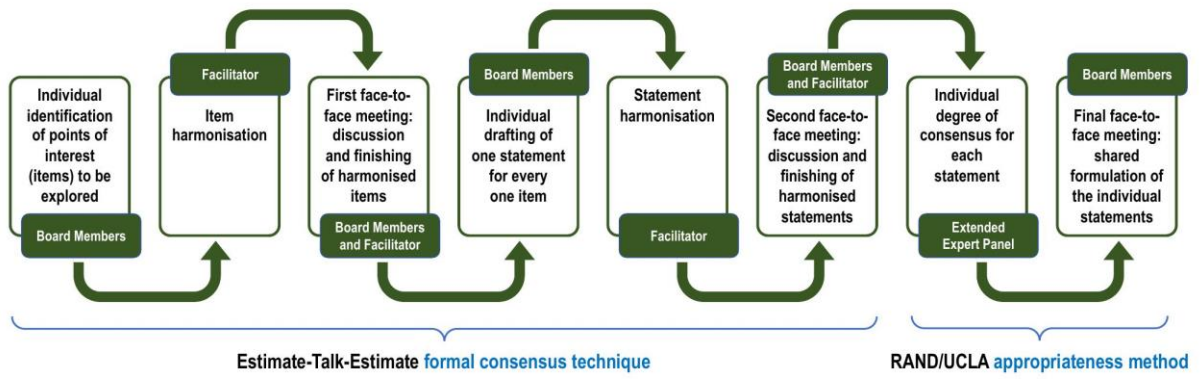 Individual
identification
of points of
interest
(items) to be
explored
Board Members
Facilitator
Item
harmonisation
First face-to-
face meeting:
discussion
and finishing
of harmonised
items
Board Members
and Facilitator
Board Members
Individual
drafting of
one statement
for every
one item
Statement
harmonisation
Facilitator
Board Members
and Facilitator
Second face-to-
face meeting:
discussion and
finishing of
harmonised
statements
Individual
degree of
consensus for
each
statement
Extended
Expert Panel
Board Members
Final face-to-
face meeting:
shared
formulation of
the individual
statements
Estimate-Talk-Estimate formal consensus technique
RAND/UCLA appropriateness method